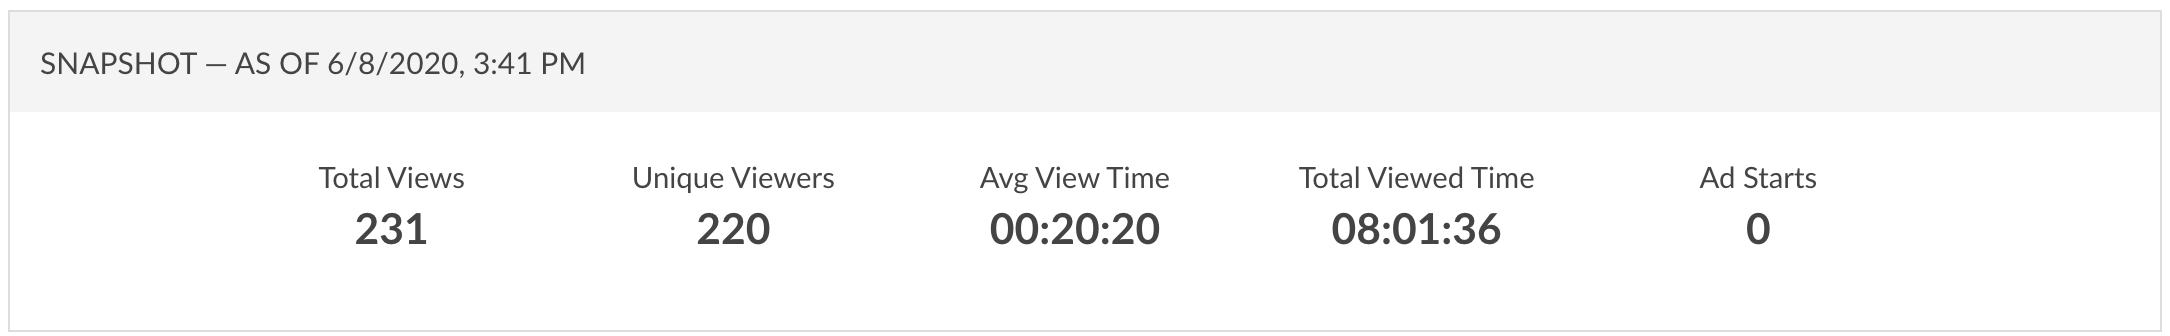 SNAPSHOT — AS OF 6/8/2020, 3:41 PM
Total Views Unique Viewers Avg View Time Total Viewed Time Ad Starts
231 220 00:20:20 08:01:36 0